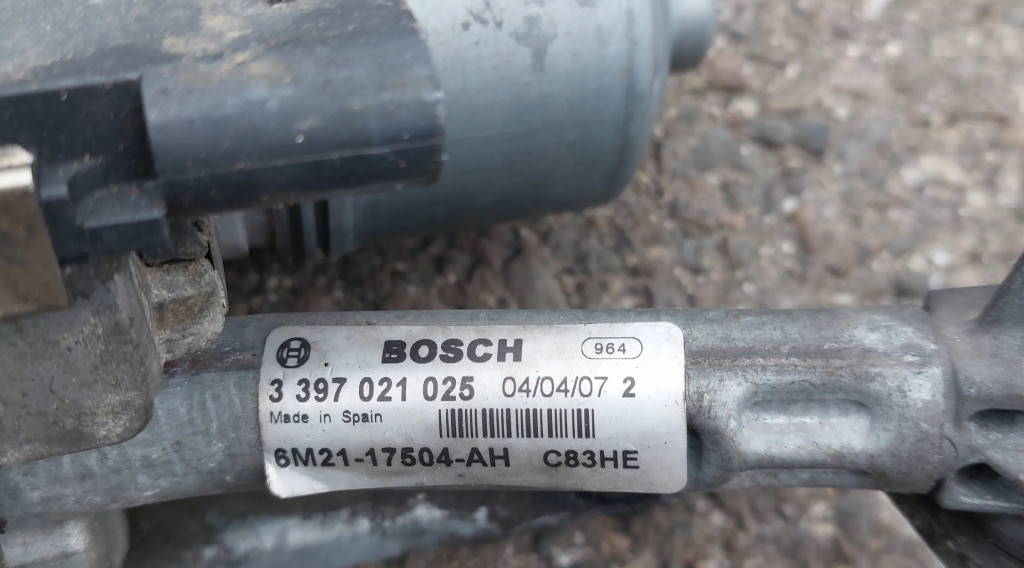 BOSCH 964
3 397 021 025 04/04/07 2
Made in Spain
6M21-17504-AH C83HE